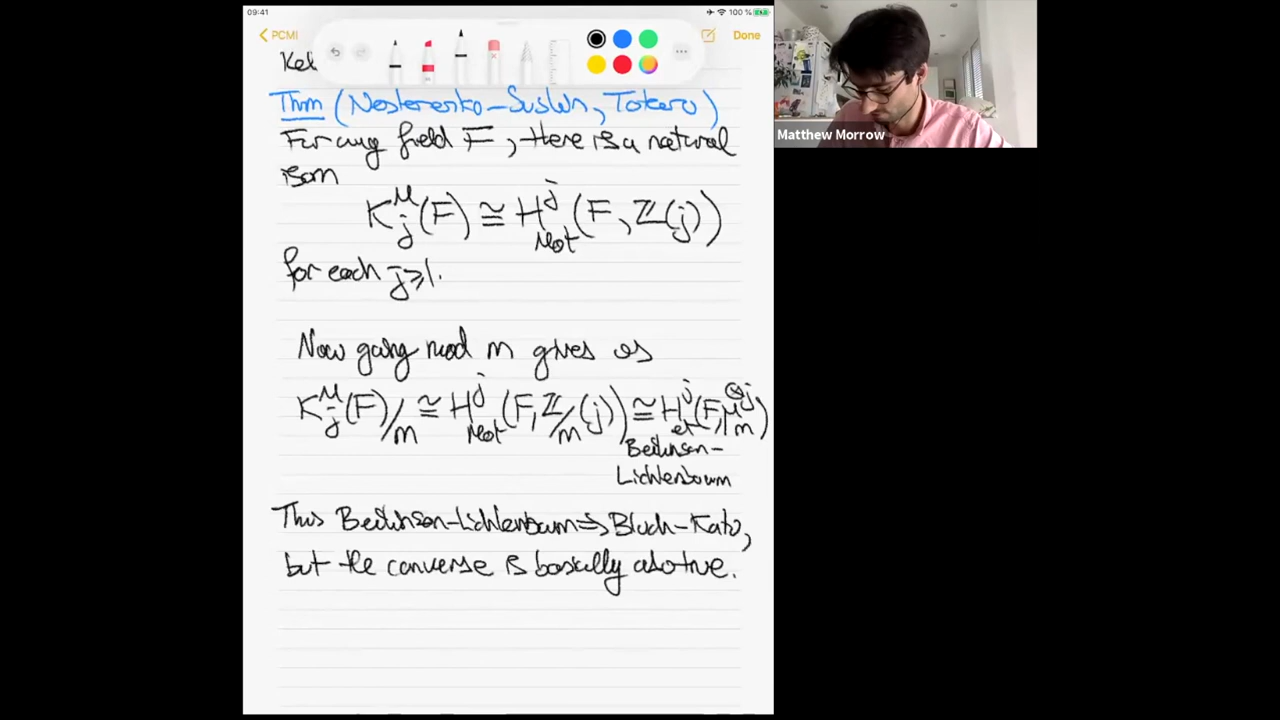 09:41
100 %
PCMI
Done
Thm (Nesterenko–Suslin, Totaro)
For any field F, there is a natural
isom
K^M_j(F) ≅ H^j_Mot(F, ℤ(j))
for each j ≥ 1.
Now going mod m gives us
K^M_j(F)/m ≅ H^j_Mot(F, ℤ/m(j)) ≅ H^j_et(F, μ_m^⊗j)
Beilinson–
Lichtenbaum
Thus Beilinson–Lichtenbaum ⇒ Bloch–Kato,
but the converse is basically also true.
Matthew Morrow